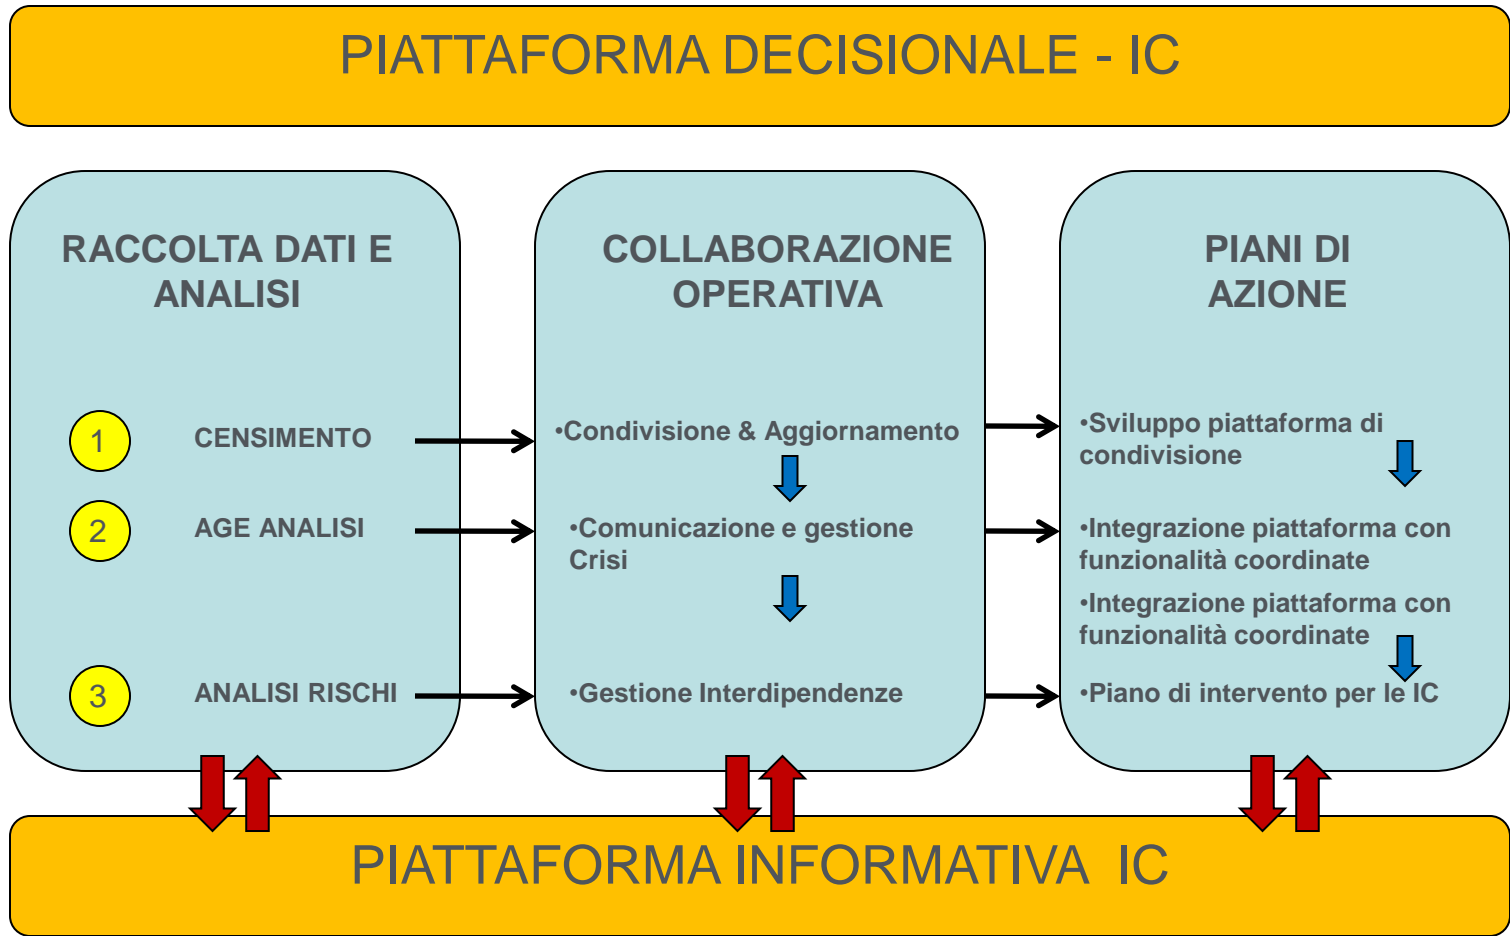 PIATTAFORMA DECISIONALE - IC
RACCOLTA DATI E
ANALISI
1
CENSIMENTO
2
AGE ANALISI
3
ANALISI RISCHI
COLLABORAZIONE
OPERATIVA
•Condivisione & Aggiornamento
•Comunicazione e gestione
Crisi
•Gestione Interdipendenze
PIANI DI
AZIONE
•Sviluppo piattaforma di
condivisione
•Integrazione piattaforma con
funzionalità coordinate
•Integrazione piattaforma con
funzionalità coordinate
•Piano di intervento per le IC
PIATTAFORMA INFORMATIVA IC